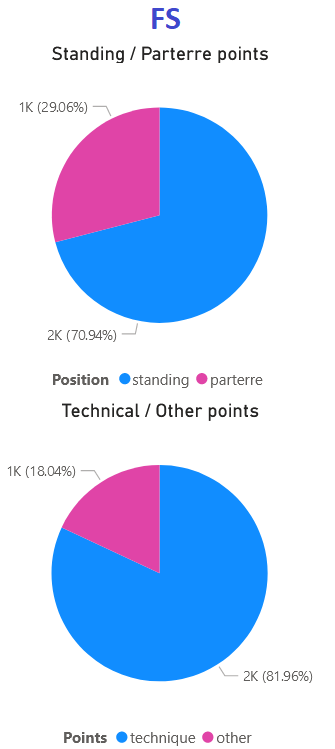 FS
Standing / Parterre points
1K (29.06%)
2K (70.94%)
Position standing parterre
Technical / Other points
1K (18.04%)
2K (81.96%)
Points technique other